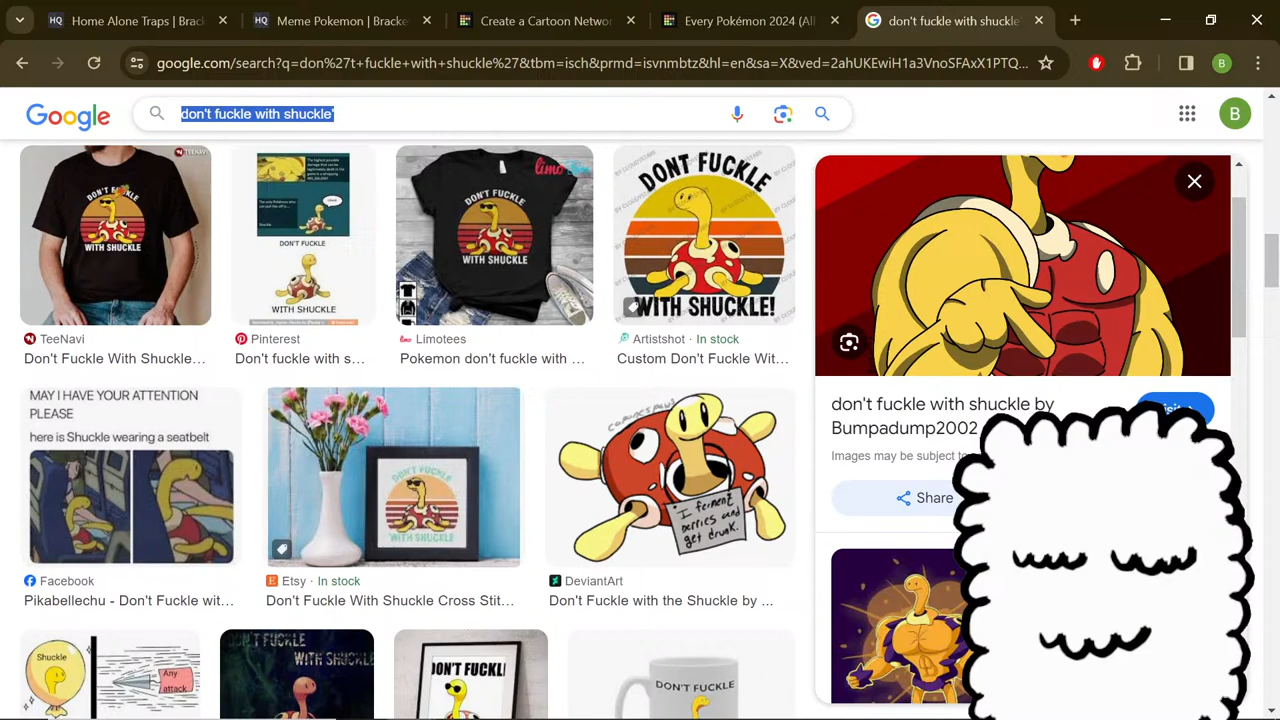 Home Alone Traps | Brack
Meme Pokemon | Bracke
Create a Cartoon Networ
Every Pokémon 2024 (All
don't fuckle with shuckle'
google.com/search?q=don%27t+fuckle+with+shuckle%27&tbm=isch&prmd=isvnmbtz&hl=en&sa=X&ved=2ahUKEwiH1a3VnoSFAxX1PTQ...
B
Google
don't fuckle with shuckle'
B
TEENAVI
DON'T FUCKLE
WITH SHUCKLE
TeeNavi
Don't Fuckle With Shuckle...
DON'T FUCKLE
WITH SHUCKLE
Pinterest
Don't fuckle with s...
limo
DON'T FUCKLE
WITH SHUCKLE
Limotees
Pokemon don't fuckle with ...
DONT FUCKLE
WITH SHUCKLE!
Artistshot · In stock
Custom Don't Fuckle Wit...
don't fuckle with shuckle by
Bumpadump2002
Images may be subject to
Share
MAY I HAVE YOUR ATTENTION
PLEASE
here is Shuckle wearing a seatbelt
Facebook
Pikabellechu - Don't Fuckle wit...
DON'T FUCKLE
WITH SHUCKLE
Etsy · In stock
Don't Fuckle With Shuckle Cross Stit...
I ferment
berries and
get drunk.
DeviantArt
Don't Fuckle with the Shuckle by ...
Shuckle
Any
attack
DON'T FUCKLE
WITH SHUCKLE
DON'T FUCKL
DON'T FUCKLE